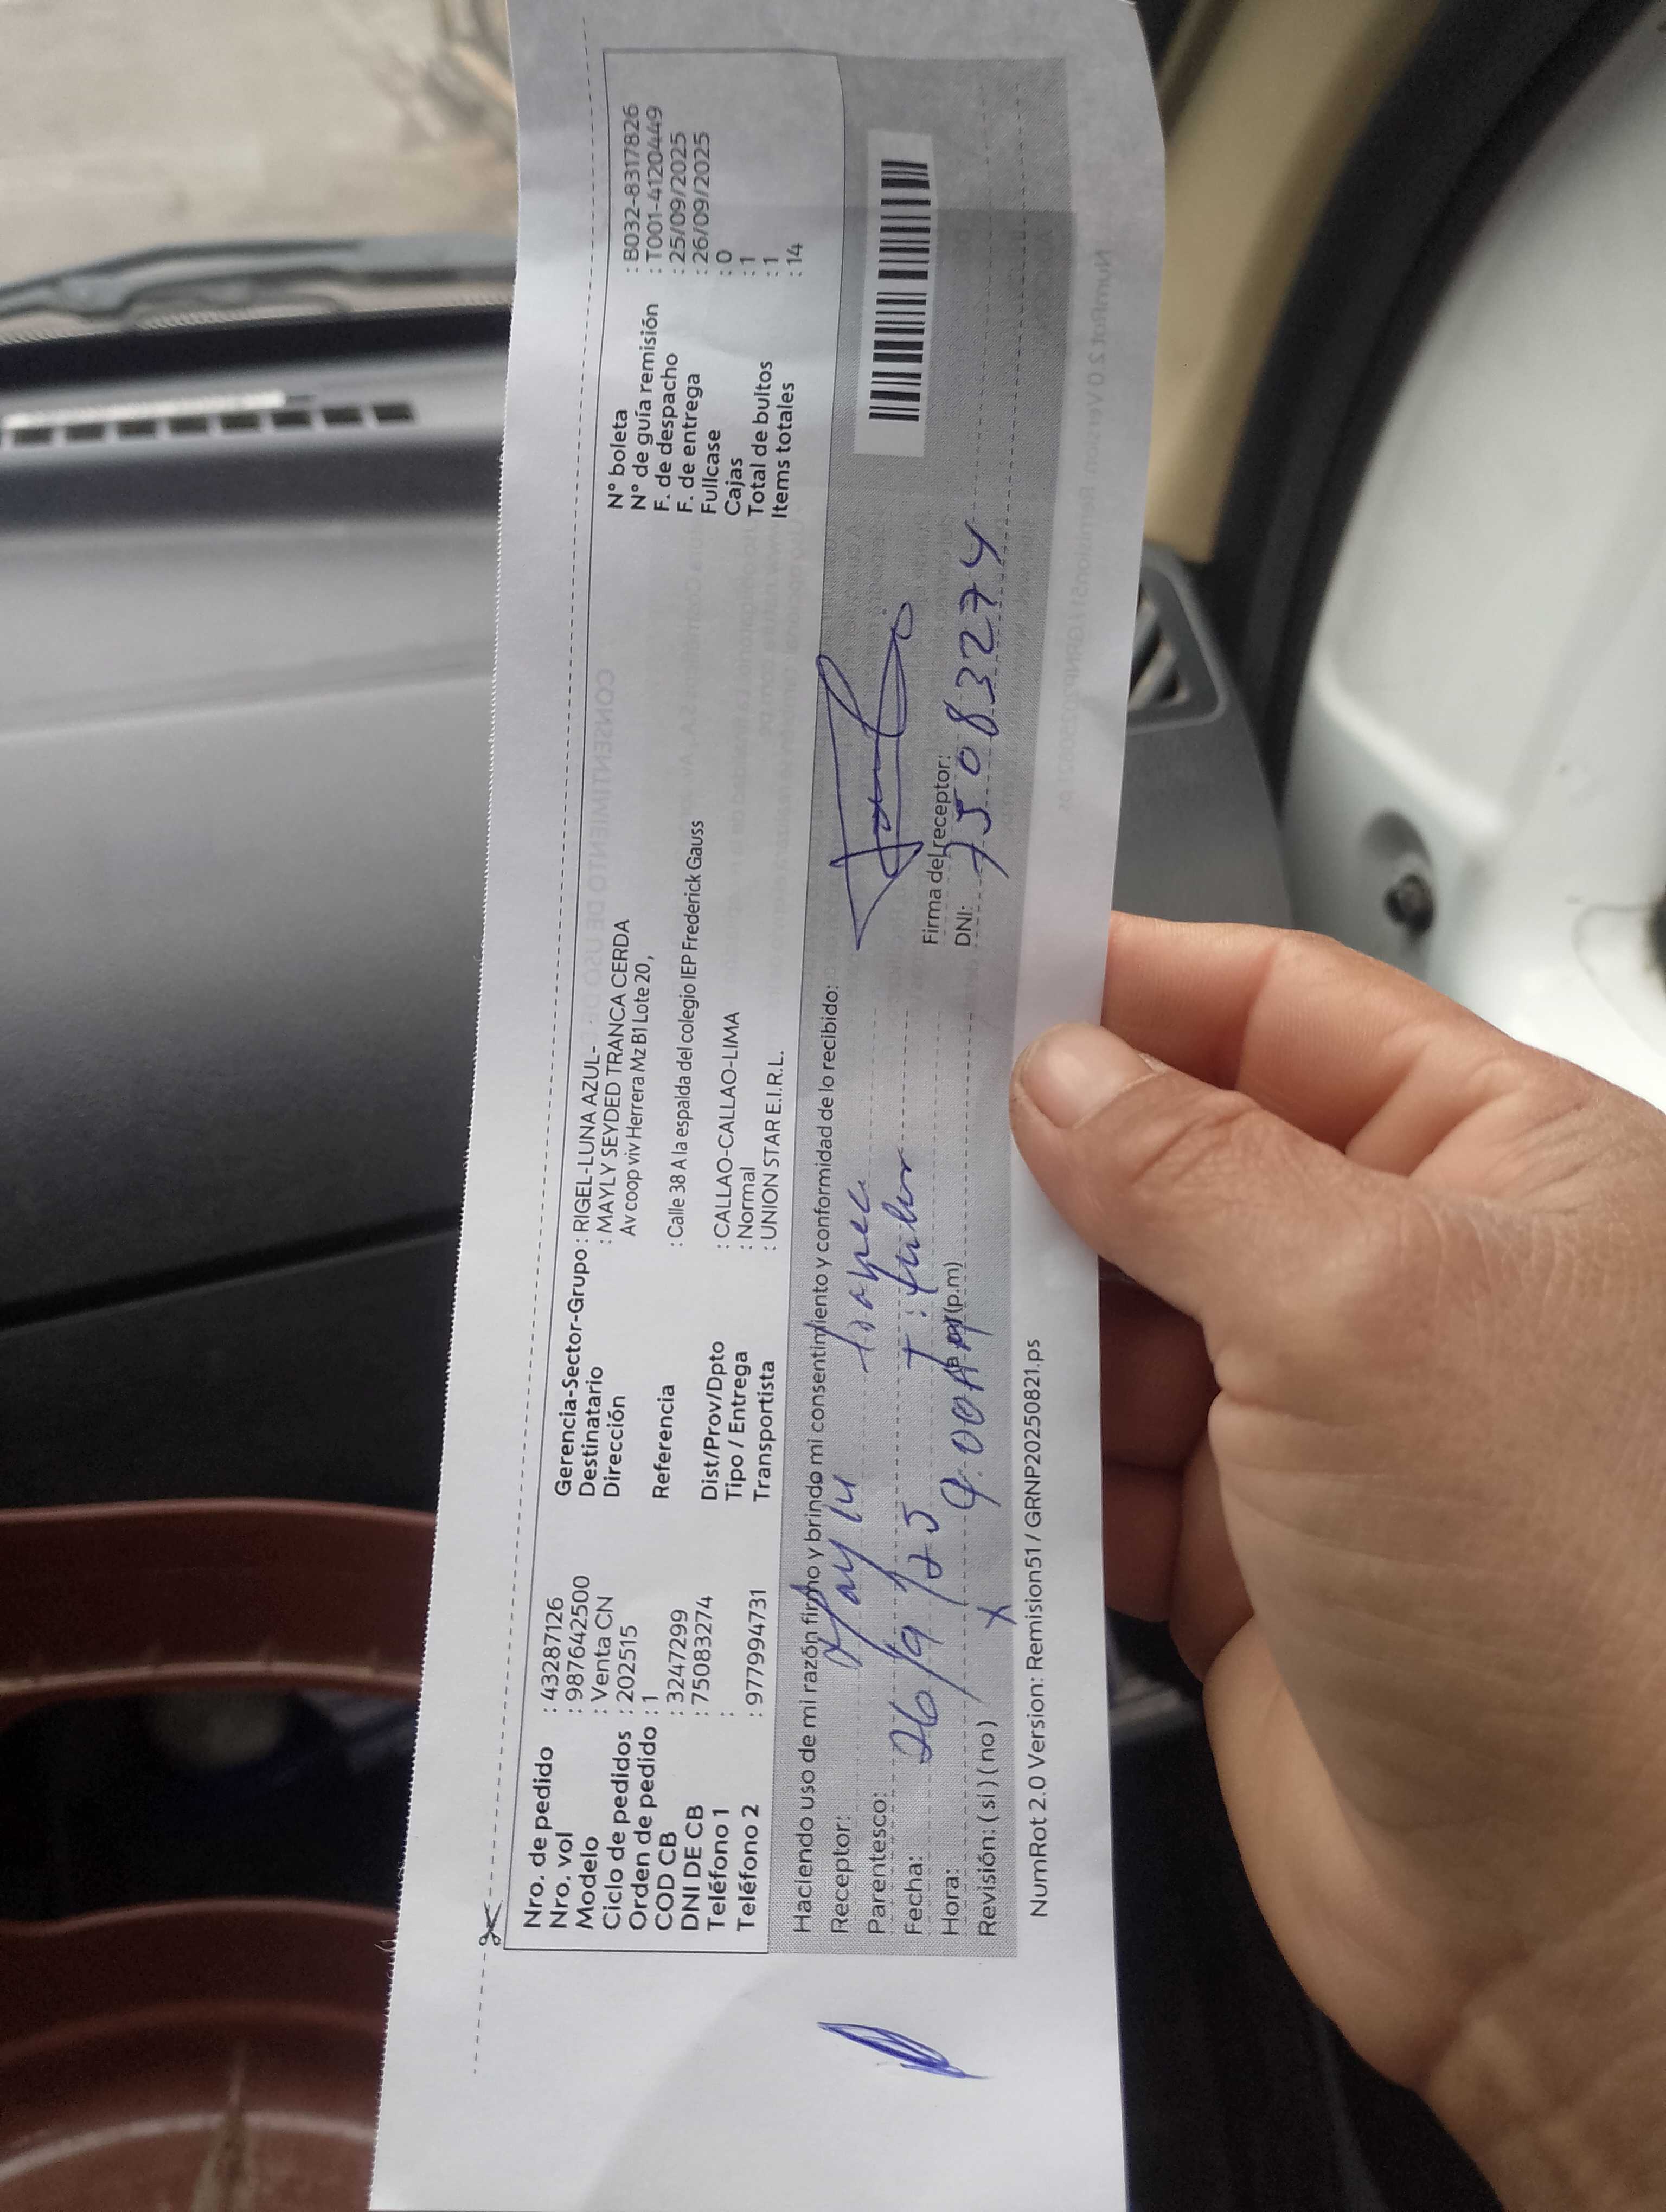 Nro. de pedido : 43287126
Nro. vol : 987642500
Modelo : Venta CN
Ciclo de pedidos : 202515
Orden de pedido : 1
COD CB : 3247299
DNI DE CB : 75083274
Teléfono 1 :
Teléfono 2 : 977994731
Gerencia-Sector-Grupo : RIGEL-LUNA AZUL-
Destinatario : MAYLY SEYDED TRANCA CERDA
Dirección Av coop viv Herrera Mz B1 Lote 20,
Referencia : Calle 38 A la espalda del colegio IEP Frederick Gauss
Dist/Prov/Dpto : CALLAO-CALLAO-LIMA
Tipo / Entrega : Normal
Transportista : UNION STAR E.I.R.L.
N° boleta : B032-8317826
N° de guía remisión : T001-4120449
F. de despacho : 25/09/2025
F. de entrega : 26/09/2025
Fullcase : 0
Cajas : 1
Total de bultos : 1
Items totales : 14
Haciendo uso de mi razón firmo y brindo mi consentimiento y conformidad de lo recibido:
Receptor:
Parentesco:
Fecha: 26/9/25
Hora: (p.m)
Revisión: ( si ) ( no ) X
Firma del receptor:
DNI: 75083274
NumRot 2.0 Version: Remision51 / GRNP20250821.ps